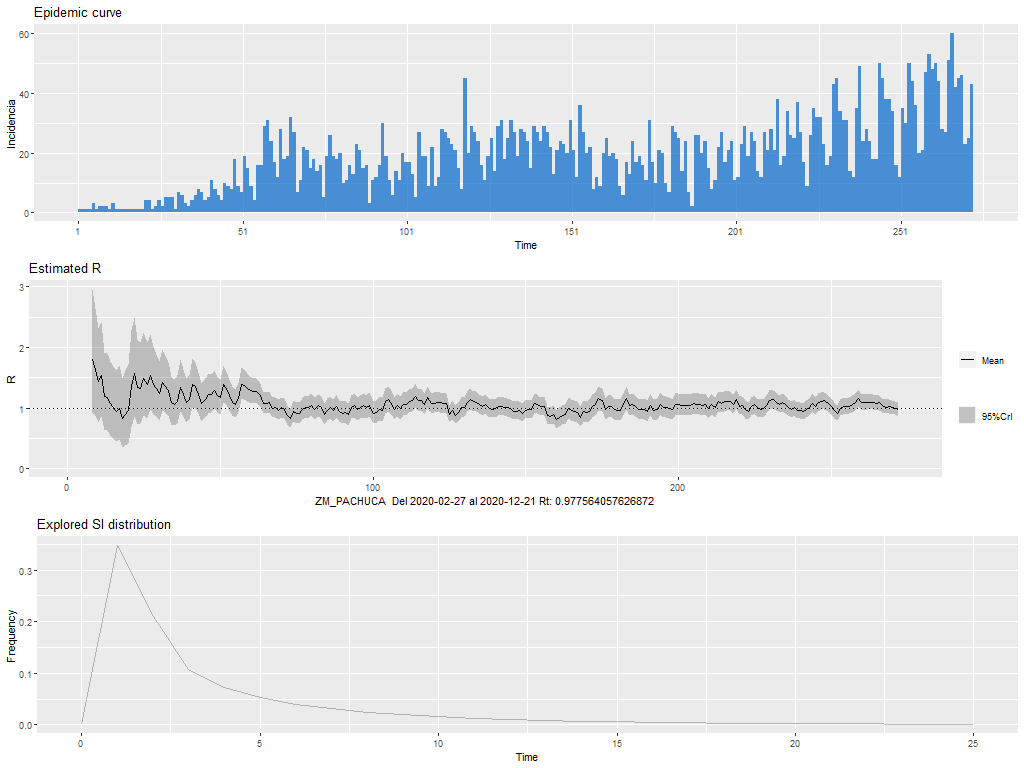 Epidemic curve
60
40
20
0
Incidencia
1 51 101 151 201 251
Time
Estimated R
3
2
1
0
R
Mean
95%CrI
0 100 200
ZM_PACHUCA Del 2020-02-27 al 2020-12-21 Rt: 0.977564057626872
Explored SI distribution
0.3
0.2
0.1
0.0
Frequency
0 5 10 15 20 25
Time